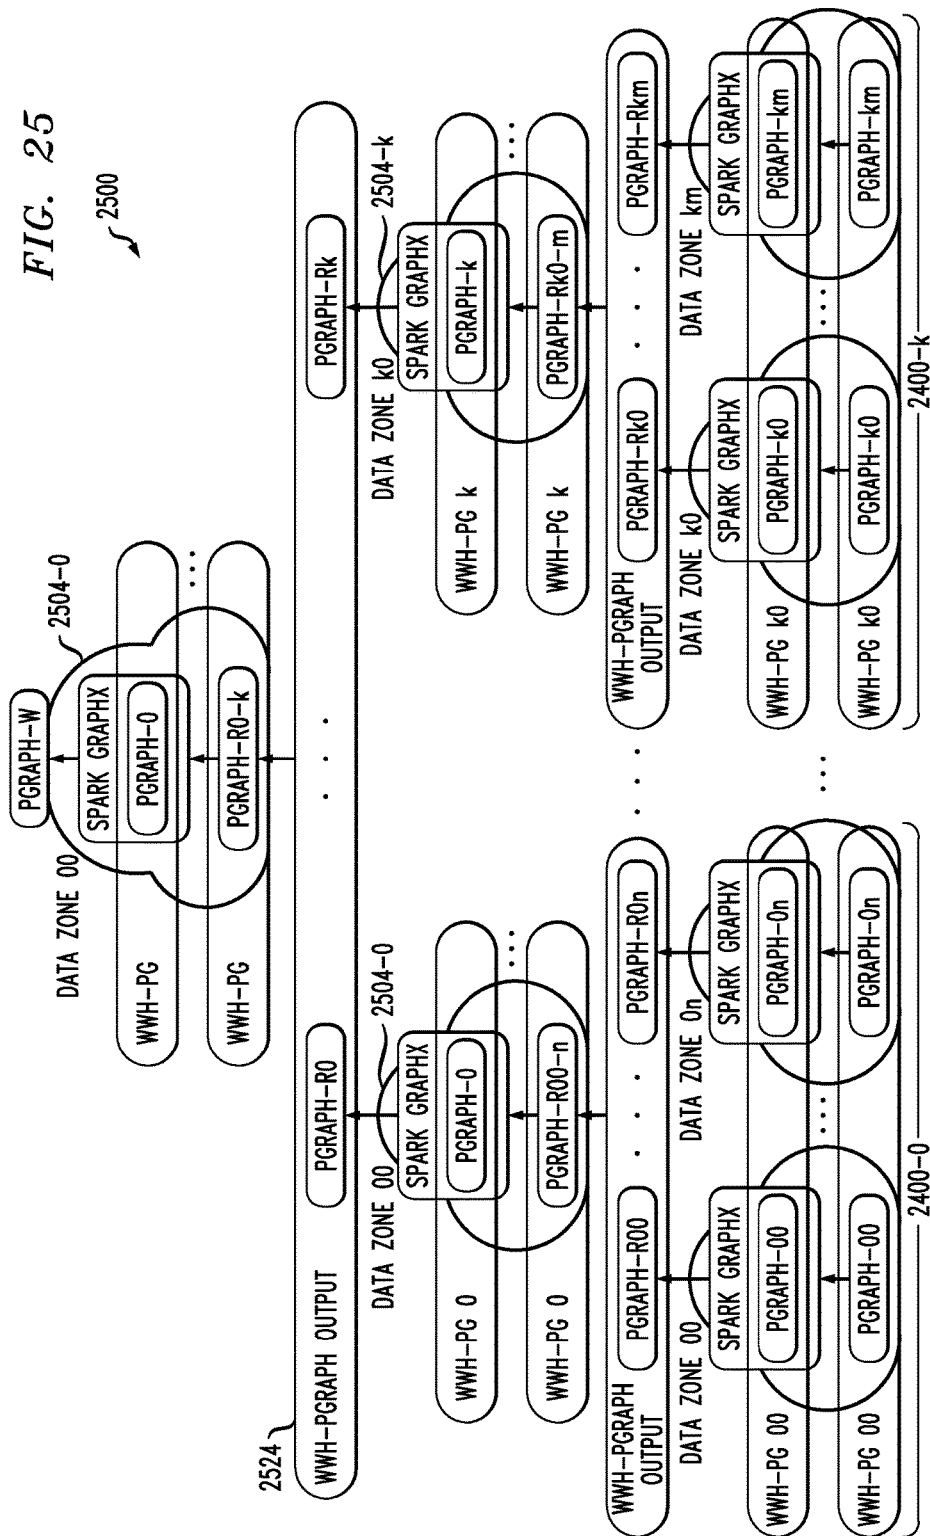 FIG. 25
2500
PGRAPH-W
2504-0
DATA ZONE 00
SPARK GRAPHX
PGRAPH-0
WWH-PG
...
PGRAPH-R0-k
WWH-PG
2524
WWH-PGRAPH OUTPUT
PGRAPH-R0
. . .
PGRAPH-Rk
DATA ZONE 00
2504-0
SPARK GRAPHX
PGRAPH-0
WWH-PG 0
...
PGRAPH-R00-n
WWH-PG 0
DATA ZONE k0
2504-k
SPARK GRAPHX
PGRAPH-k
WWH-PG k
...
PGRAPH-Rk0-m
WWH-PG k
WWH-PGRAPH
OUTPUT
PGRAPH-R00
. . .
PGRAPH-R0n
. . .
WWH-PGRAPH
OUTPUT
PGRAPH-Rk0
. . .
PGRAPH-Rkm
DATA ZONE 00
SPARK GRAPHX
PGRAPH-00
WWH-PG 00
PGRAPH-00
WWH-PG 00
....
DATA ZONE 0n
SPARK GRAPHX
PGRAPH-0n
PGRAPH-0n
2400-0
...
DATA ZONE k0
SPARK GRAPHX
PGRAPH-k0
WWH-PG k0
PGRAPH-k0
WWH-PG k0
....
DATA ZONE km
SPARK GRAPHX
PGRAPH-km
PGRAPH-km
2400-k